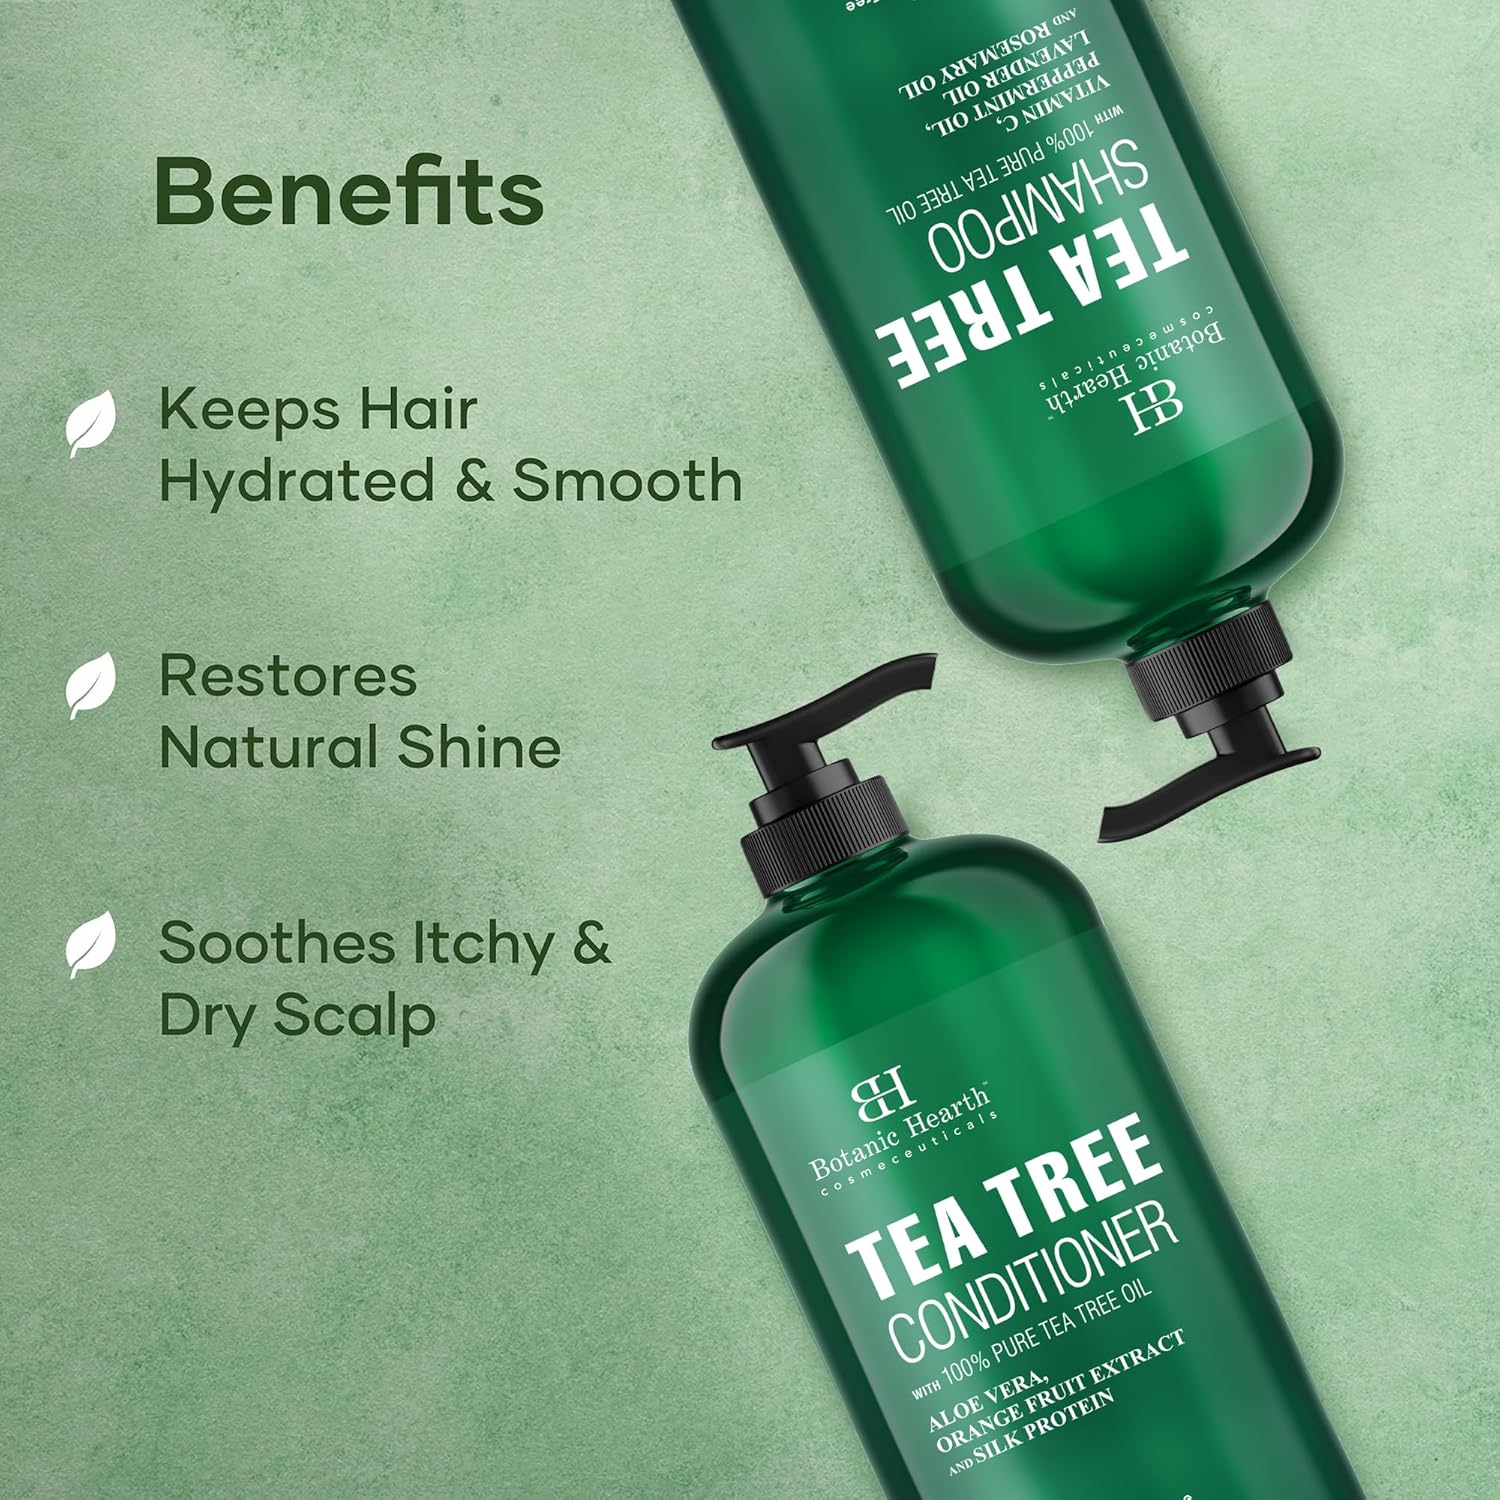 Benefits
Keeps Hair
Hydrated & Smooth
Restores
Natural Shine
Soothes Itchy &
Dry Scalp
BH
Botanic Hearth™
cosmeceuticals
TEA TREE
SHAMPOO
WITH 100% PURE TEA TREE OIL
VITAMIN C,
PEPPERMINT OIL,
LAVENDER OIL
AND ROSEMARY OIL
BH
Botanic Hearth™
cosmeceuticals
TEA TREE
CONDITIONER
WITH 100% PURE TEA TREE OIL
ALOE VERA,
ORANGE FRUIT EXTRACT
AND SILK PROTEIN